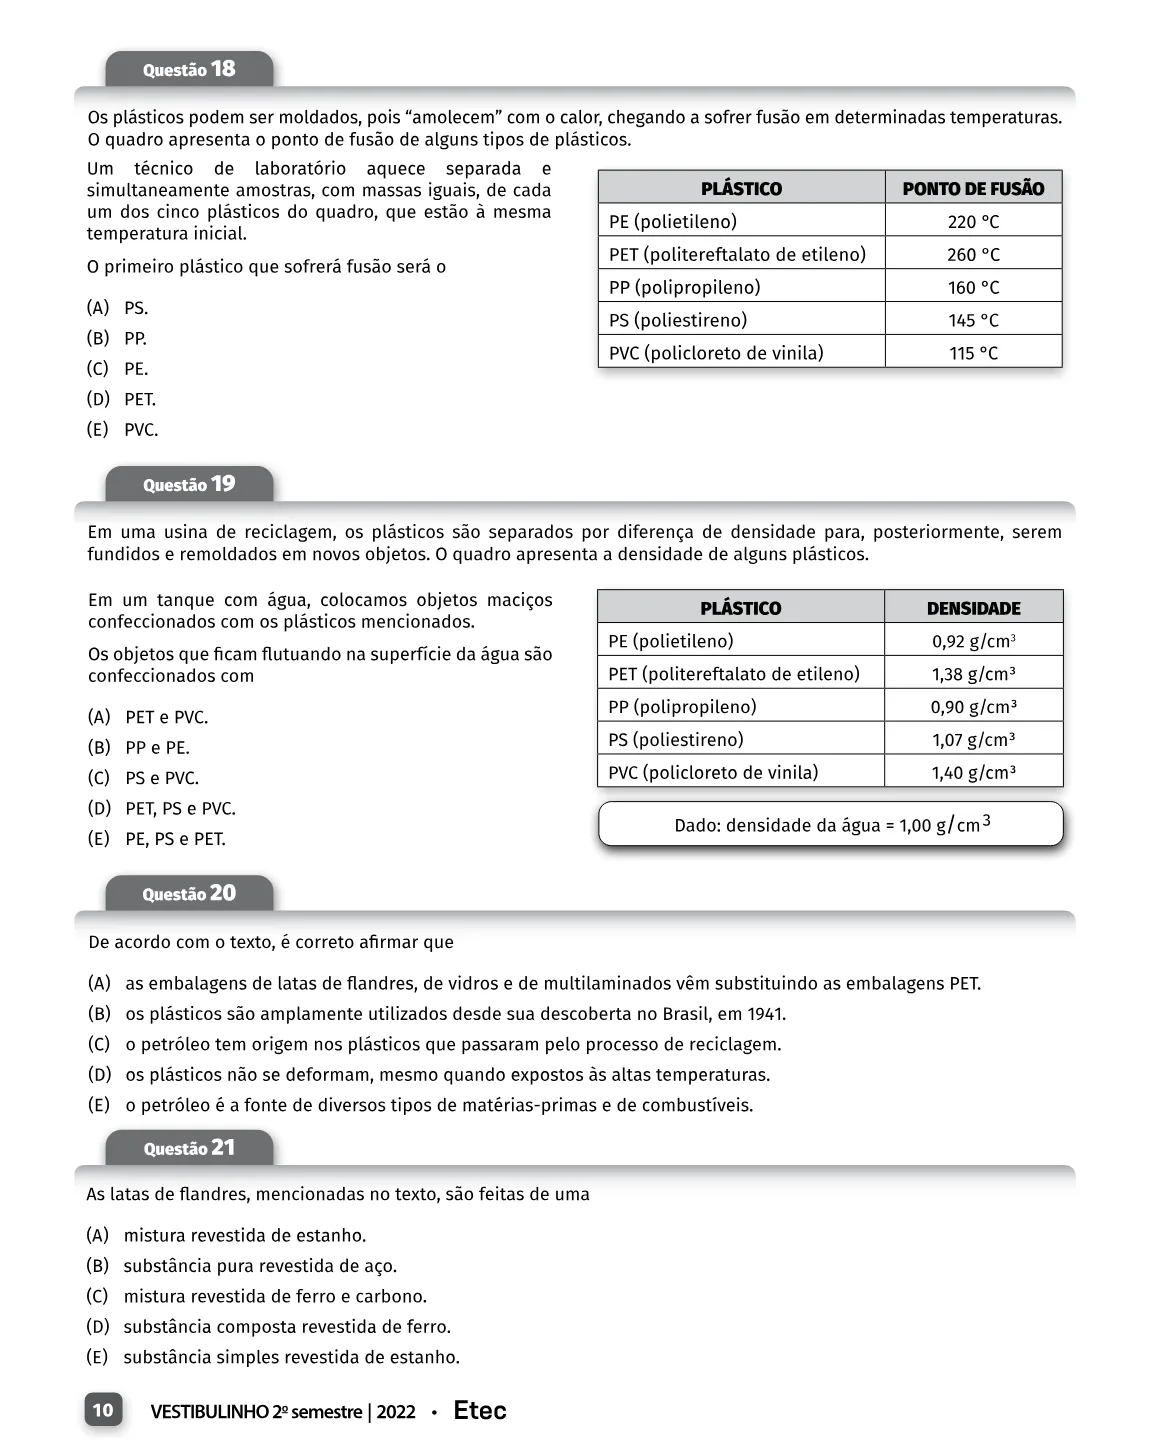 Questão 18
Os plásticos podem ser moldados, pois “amolecem” com o calor, chegando a sofrer fusão em determinadas temperaturas.
O quadro apresenta o ponto de fusão de alguns tipos de plásticos.
Um técnico de laboratório aquece separada e
simultaneamente amostras, com massas iguais, de cada
um dos cinco plásticos do quadro, que estão à mesma
temperatura inicial.
O primeiro plástico que sofrerá fusão será o
(A) PS.
(B) PP.
(C) PE.
(D) PET.
(E) PVC.
PLÁSTICO PONTO DE FUSÃO
PE (polietileno) 220 °C
PET (politereftalato de etileno) 260 °C
PP (polipropileno) 160 °C
PS (poliestireno) 145 °C
PVC (policloreto de vinila) 115 °C
Questão 19
Em uma usina de reciclagem, os plásticos são separados por diferença de densidade para, posteriormente, serem
fundidos e remoldados em novos objetos. O quadro apresenta a densidade de alguns plásticos.
Em um tanque com água, colocamos objetos maciços
confeccionados com os plásticos mencionados.
Os objetos que ficam flutuando na superfície da água são
confeccionados com
(A) PET e PVC.
(B) PP e PE.
(C) PS e PVC.
(D) PET, PS e PVC.
(E) PE, PS e PET.
PLÁSTICO DENSIDADE
PE (polietileno) 0,92 g/cm³
PET (politereftalato de etileno) 1,38 g/cm³
PP (polipropileno) 0,90 g/cm³
PS (poliestireno) 1,07 g/cm³
PVC (policloreto de vinila) 1,40 g/cm³
Dado: densidade da água = 1,00 g/cm³
Questão 20
De acordo com o texto, é correto afirmar que
(A) as embalagens de latas de flandres, de vidros e de multilaminados vêm substituindo as embalagens PET.
(B) os plásticos são amplamente utilizados desde sua descoberta no Brasil, em 1941.
(C) o petróleo tem origem nos plásticos que passaram pelo processo de reciclagem.
(D) os plásticos não se deformam, mesmo quando expostos às altas temperaturas.
(E) o petróleo é a fonte de diversos tipos de matérias-primas e de combustíveis.
Questão 21
As latas de flandres, mencionadas no texto, são feitas de uma
(A) mistura revestida de estanho.
(B) substância pura revestida de aço.
(C) mistura revestida de ferro e carbono.
(D) substância composta revestida de ferro.
(E) substância simples revestida de estanho.
10 VESTIBULINHO 2º semestre | 2022 • Etec